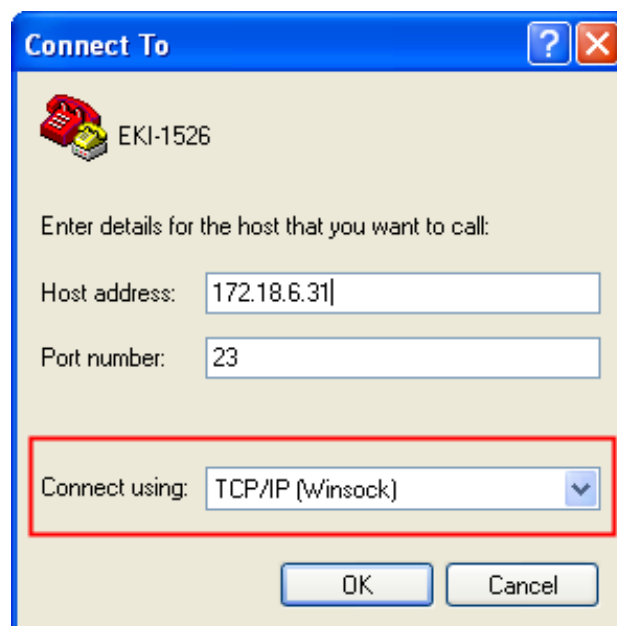 Connect To
EKI-1526
Enter details for the host that you want to call:
Host address: 172.18.6.31
Port number: 23
Connect using: TCP/IP (Winsock)
OK Cancel